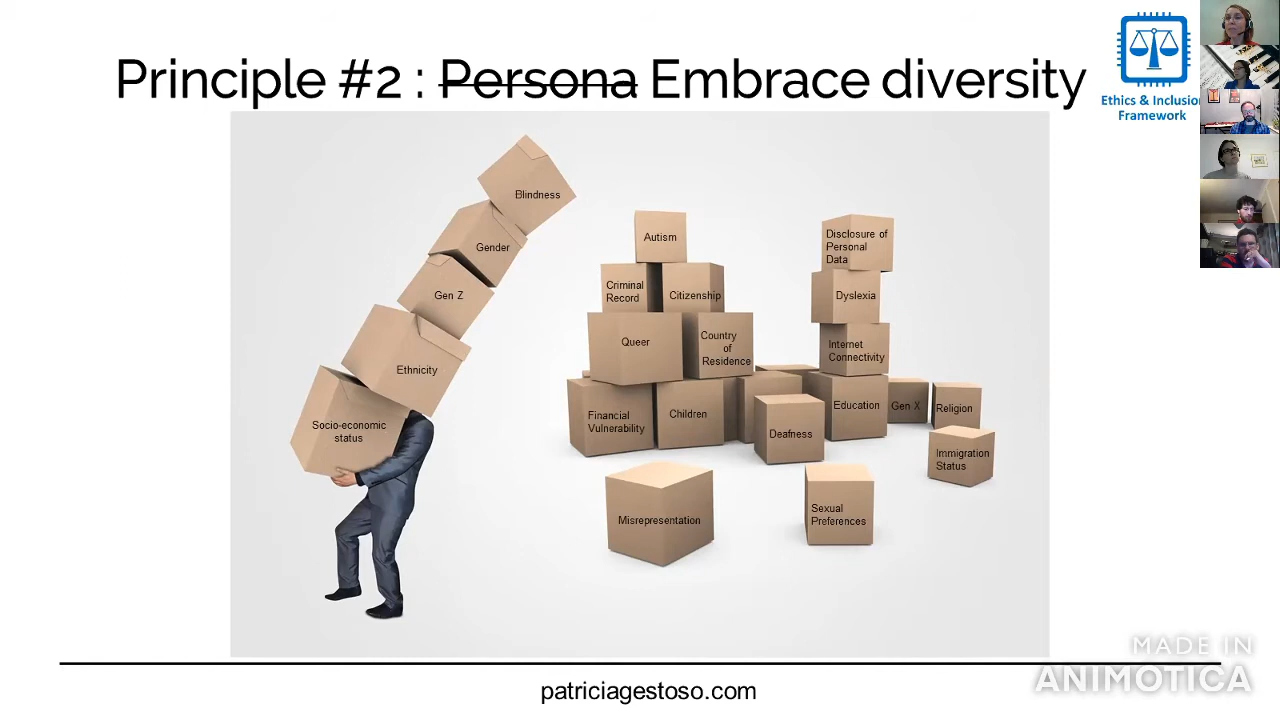 Principle #2 : Persona Embrace diversity
Ethics & Inclusion
Framework
Blindness
Gender
Gen Z
Ethnicity
Socio-economic
status
Autism
Criminal
Record
Citizenship
Queer
Country
of
Residence
Financial
Vulnerability
Children
Disclosure of
Personal
Data
Dyslexia
Internet
Connectivity
Education
Gen X
Religion
Deafness
Immigration
Status
Misrepresentation
Sexual
Preferences
patriciagestoso.com
MADE IN
ANIMOTICA